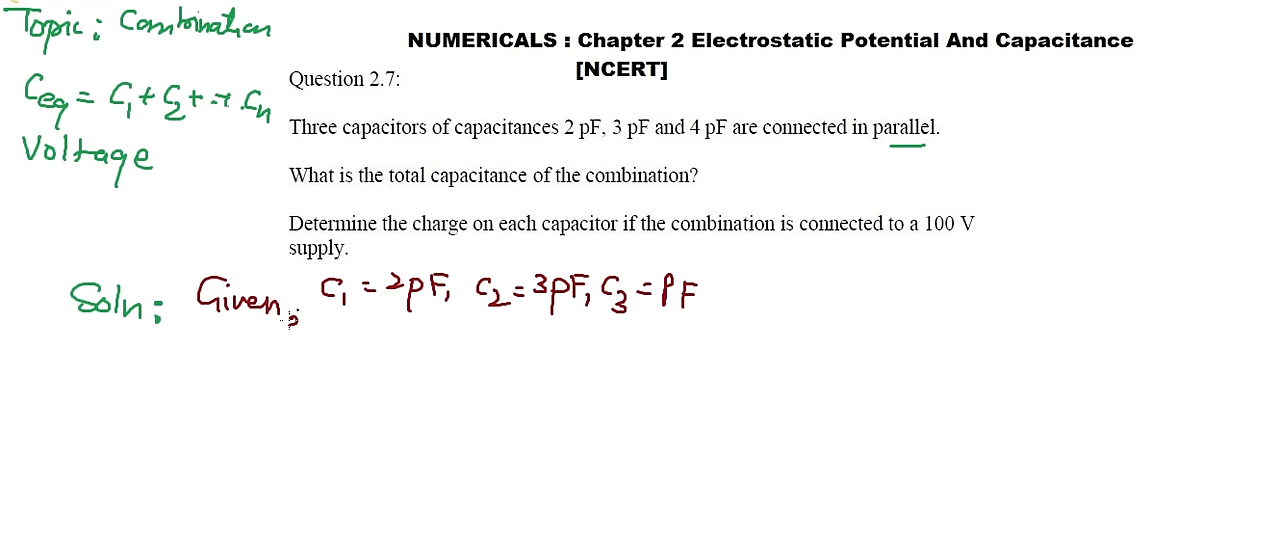 Topic : Combination
NUMERICALS : Chapter 2 Electrostatic Potential And Capacitance
[NCERT]
Question 2.7:
Ceq = C1 + C2 + -+ Cn
Three capacitors of capacitances 2 pF, 3 pF and 4 pF are connected in parallel.
Voltage
What is the total capacitance of the combination?
Determine the charge on each capacitor if the combination is connected to a 100 V
supply.
Soln : Given, C1 = 2pF, C2 = 3pF, C3 = pF